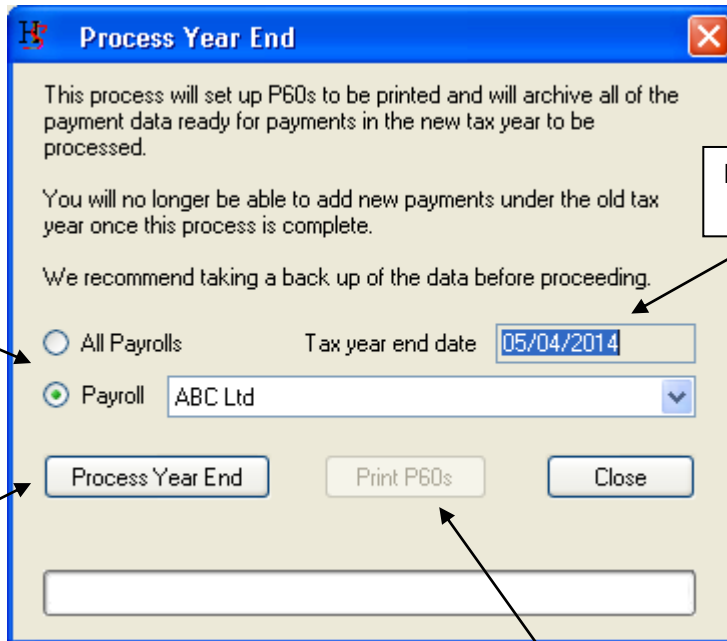 Process Year End
This process will set up P60s to be printed and will archive all of the
payment data ready for payments in the new tax year to be
processed.
You will no longer be able to add new payments under the old tax
year once this process is complete.
We recommend taking a back up of the data before proceeding.
All Payrolls Tax year end date 05/04/2014
Payroll ABC Ltd
Process Year End Print P60s Close